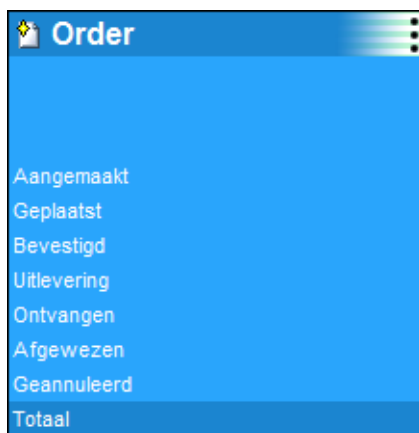 Order
Aangemaakt
Geplaatst
Bevestigd
Uitlevering
Ontvangen
Afgewezen
Geannuleerd
Totaal